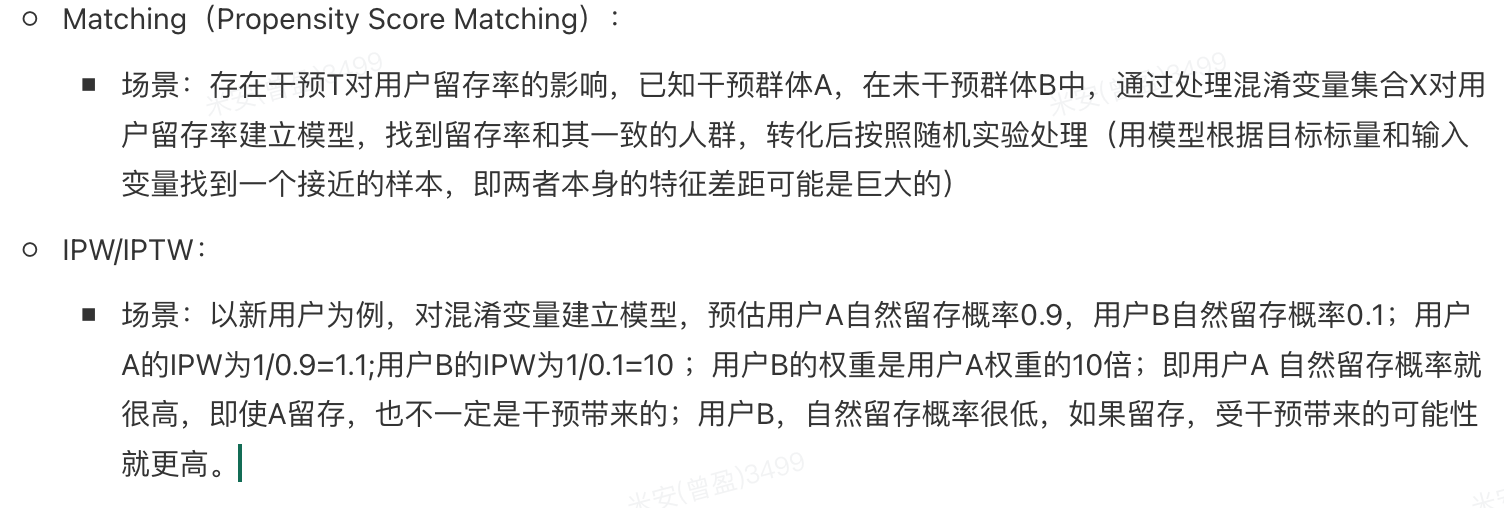 Matching（Propensity Score Matching）：
场景：存在干预T对用户留存率的影响，已知干预群体A，在未干预群体B中，通过处理混淆变量集合X对用
户留存率建立模型，找到留存率和其一致的人群，转化后按照随机实验处理（用模型根据目标标量和输入
变量找到一个接近的样本，即两者本身的特征差距可能是巨大的）
IPW/IPTW：
场景：以新用户为例，对混淆变量建立模型，预估用户A自然留存概率0.9，用户B自然留存概率0.1；用户
A的IPW为1/0.9=1.1;用户B的IPW为1/0.1=10 ；用户B的权重是用户A权重的10倍；即用户A 自然留存概率就
很高，即使A留存，也不一定是干预带来的；用户B，自然留存概率很低，如果留存，受干预带来的可能性
就更高。
米安(曾盈)3499